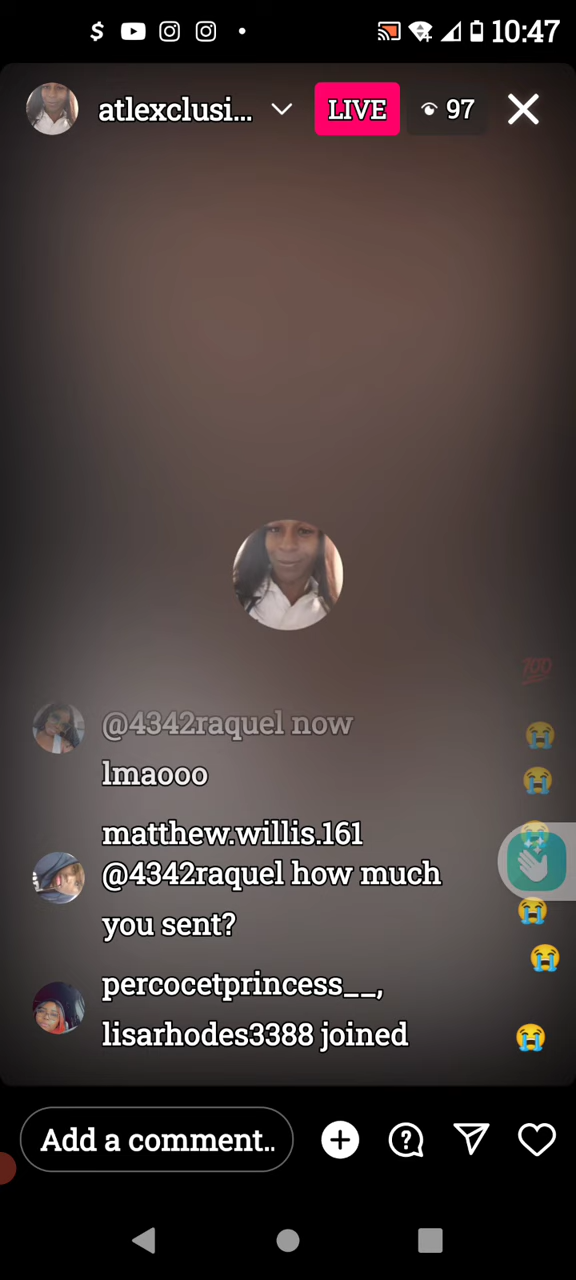 $ 10:47
atlexclusi... LIVE 97
💯
@4342raquel now
lmaooo
matthew.willis.161
@4342raquel how much
you sent?
percocetprincess__,
lisarhodes3388 joined
Add a comment..